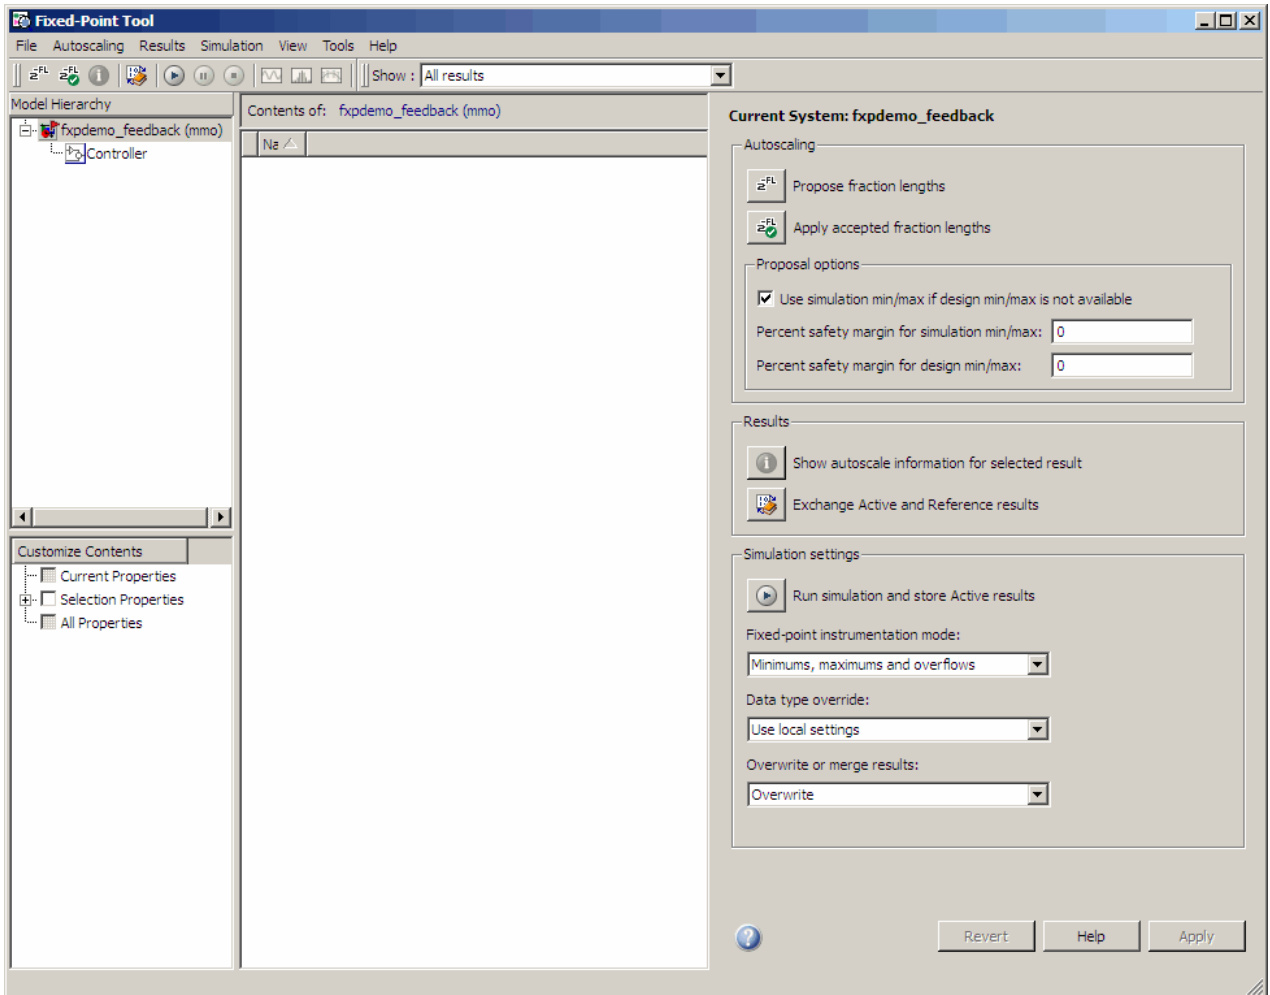 Fixed-Point Tool
File Autoscaling Results Simulation View Tools Help
Show : All results
Model Hierarchy
fxpdemo_feedback (mmo)
Controller
Customize Contents
Current Properties
Selection Properties
All Properties
Contents of: fxpdemo_feedback (mmo)
Na
Current System: fxpdemo_feedback
Autoscaling
Propose fraction lengths
Apply accepted fraction lengths
Proposal options
Use simulation min/max if design min/max is not available
Percent safety margin for simulation min/max: 0
Percent safety margin for design min/max: 0
Results
Show autoscale information for selected result
Exchange Active and Reference results
Simulation settings
Run simulation and store Active results
Fixed-point instrumentation mode:
Minimums, maximums and overflows
Data type override:
Use local settings
Overwrite or merge results:
Overwrite
Revert Help Apply